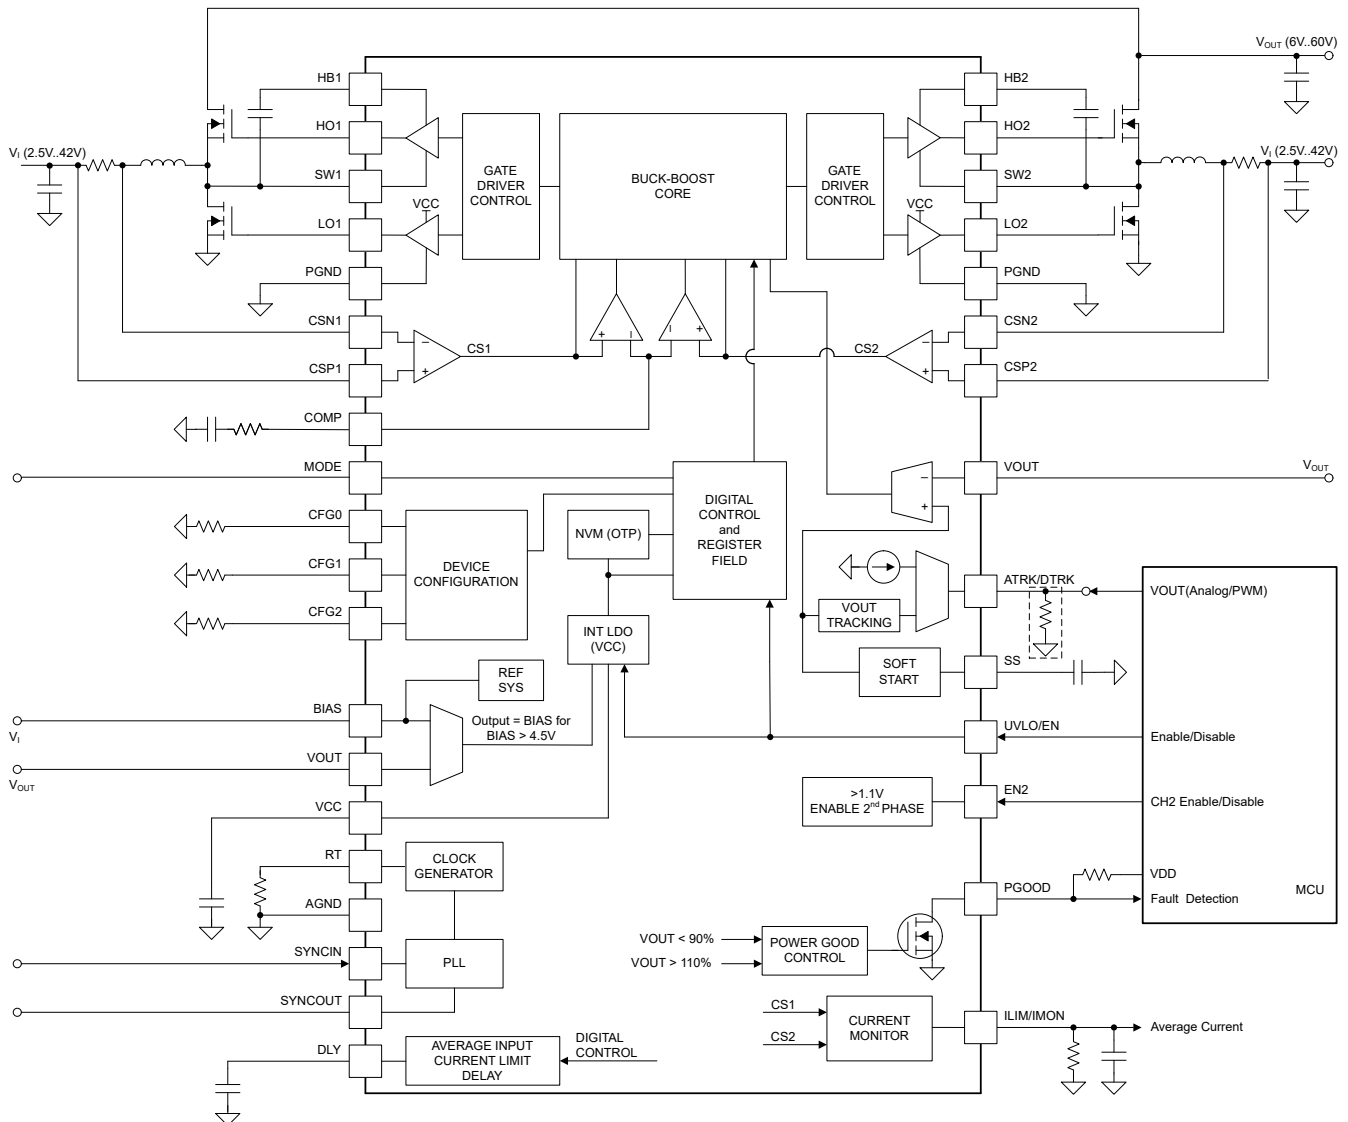 VOUT (6V..60V)
HB1
HB2
HO1
HO2
VI (2.5V..42V)
VI (2.5V..42V)
GATE
DRIVER
CONTROL
BUCK-BOOST
CORE
GATE
DRIVER
CONTROL
SW1
SW2
VCC
VCC
LO1
LO2
PGND
PGND
CSN1
CSN2
+
–
–
+
–
CS1
CS2
–
+
+
CSP1
CSP2
COMP
MODE
VOUT
VOUT
–
+
DIGITAL
CONTROL
and
REGISTER
FIELD
CFG0
NVM (OTP)
CFG1
DEVICE
CONFIGURATION
ATRK/DTRK
VOUT(Analog/PWM)
CFG2
VOUT
TRACKING
INT LDO
(VCC)
SOFT
START
SS
REF
SYS
BIAS
VI
Output = BIAS for
BIAS > 4.5V
UVLO/EN
Enable/Disable
VOUT
VOUT
>1.1V
ENABLE 2nd PHASE
EN2
CH2 Enable/Disable
VCC
RT
CLOCK
GENERATOR
VDD
PGOOD
MCU
Fault Detection
AGND
VOUT < 90%
POWER GOOD
CONTROL
VOUT > 110%
SYNCIN
PLL
SYNCOUT
CS1
CURRENT
MONITOR
CS2
ILIM/IMON
Average Current
DLY
AVERAGE INPUT
CURRENT LIMIT
DELAY
DIGITAL
CONTROL